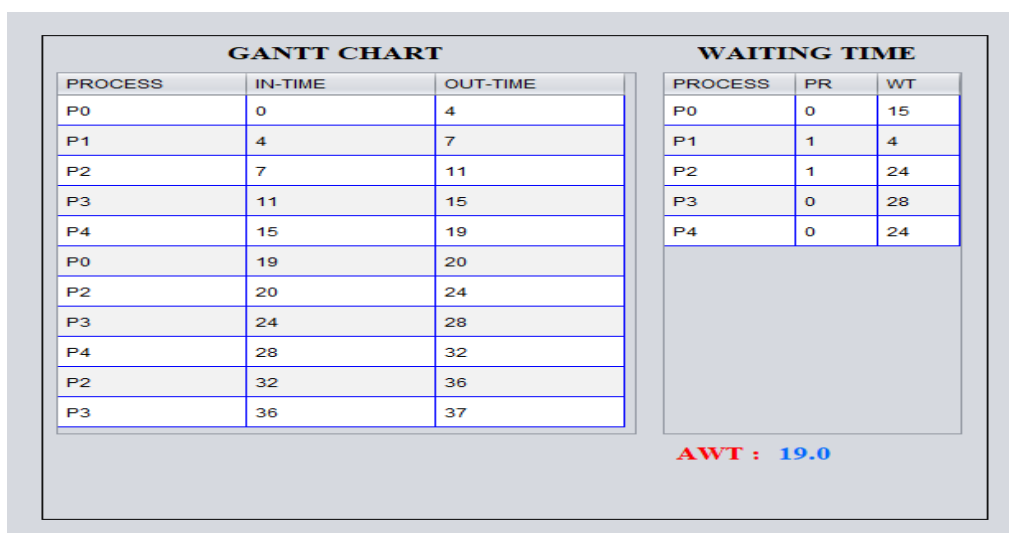 GANTT CHART WAITING TIME
PROCESS IN-TIME OUT-TIME PROCESS PR WT
P0 0 4 P0 0 15
P1 4 7 P1 1 4
P2 7 11 P2 1 24
P3 11 15 P3 0 28
P4 15 19 P4 0 24
P0 19 20
P2 20 24
P3 24 28
P4 28 32
P2 32 36
P3 36 37
AWT : 19.0